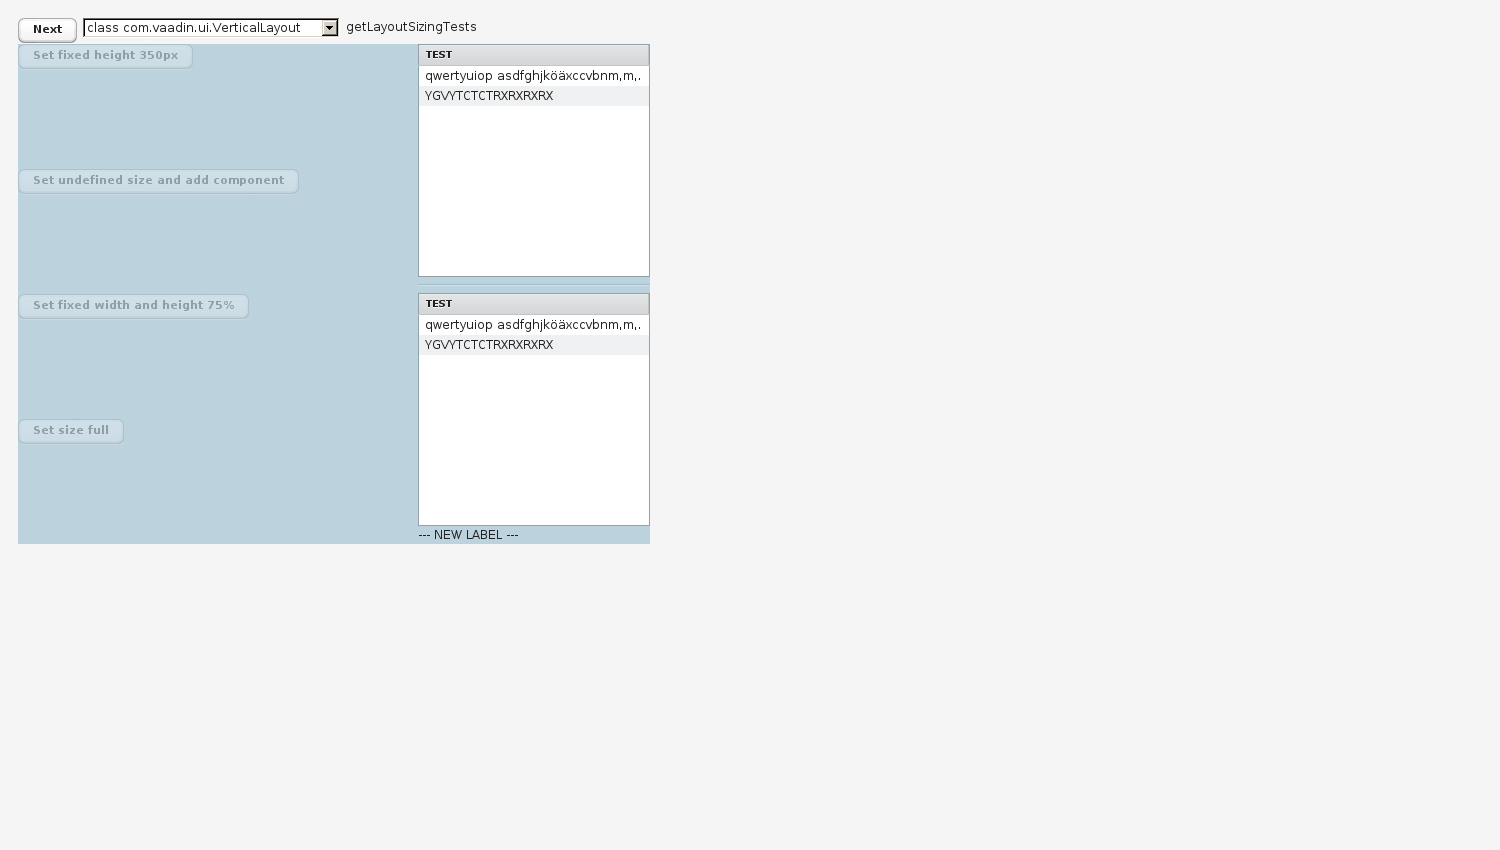 Next
class com.vaadin.ui.VerticalLayout
getLayoutSizingTests
Set fixed height 350px
Set undefined size and add component
Set fixed width and height 75%
Set size full
TEST
qwertyuiop asdfghjköäxccvbnm,m,.
YGVYTCTCTRXRXRXRX
TEST
qwertyuiop asdfghjköäxccvbnm,m,.
YGVYTCTCTRXRXRXRX
--- NEW LABEL ---